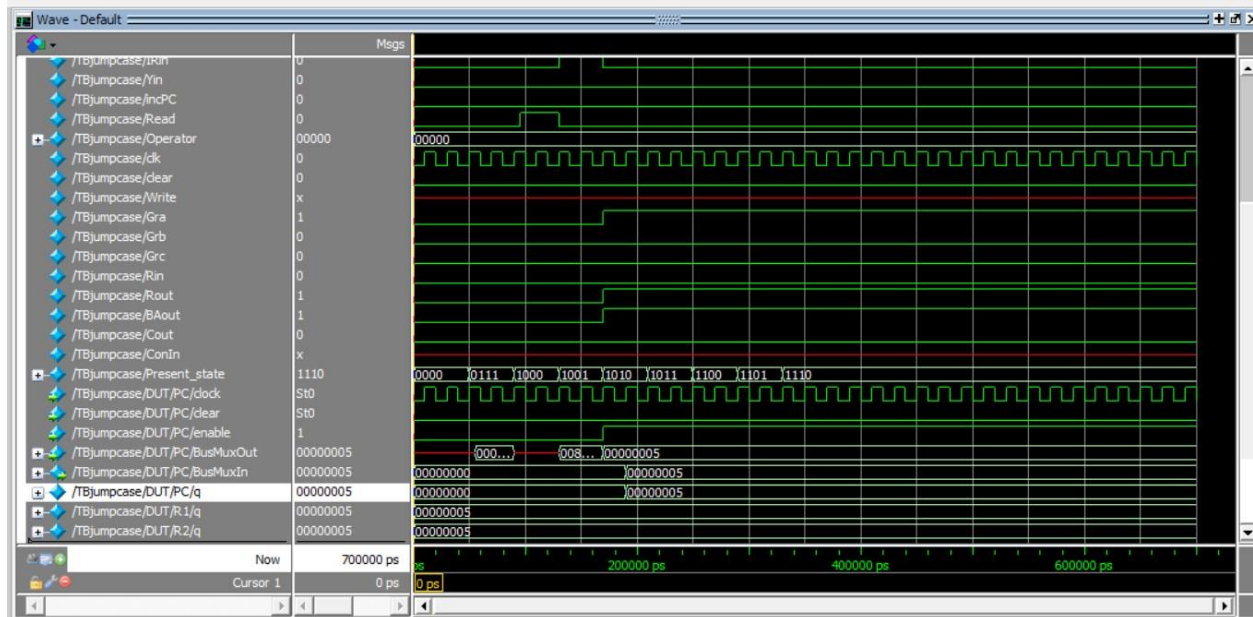 Wave - Default
Msgs
/TBjumpcase/IRin 0
/TBjumpcase/Yin 0
/TBjumpcase/incPC 0
/TBjumpcase/Read 0
/TBjumpcase/Operator 00000 00000
/TBjumpcase/clk 0
/TBjumpcase/clear 0
/TBjumpcase/Write x
/TBjumpcase/Gra 1
/TBjumpcase/Grb 0
/TBjumpcase/Grc 0
/TBjumpcase/Rin 0
/TBjumpcase/Rout 1
/TBjumpcase/BAout 1
/TBjumpcase/Cout 0
/TBjumpcase/ConIn x
/TBjumpcase/Present_state 1110 0000 0111 1000 1001 1010 1011 1100 1101 1110
/TBjumpcase/DUT/PC/clock St0
/TBjumpcase/DUT/PC/clear St0
/TBjumpcase/DUT/PC/enable 1
/TBjumpcase/DUT/PC/BusMuxOut 00000005 000... 008... 00000005
/TBjumpcase/DUT/PC/BusMuxIn 00000005 00000000 00000005
/TBjumpcase/DUT/PC/q 00000005 00000000 00000005
/TBjumpcase/DUT/R1/q 00000005 00000005
/TBjumpcase/DUT/R2/q 00000005 00000005
Now 700000 ps ps 200000 ps 400000 ps 600000 ps
Cursor 1 0 ps 0 ps